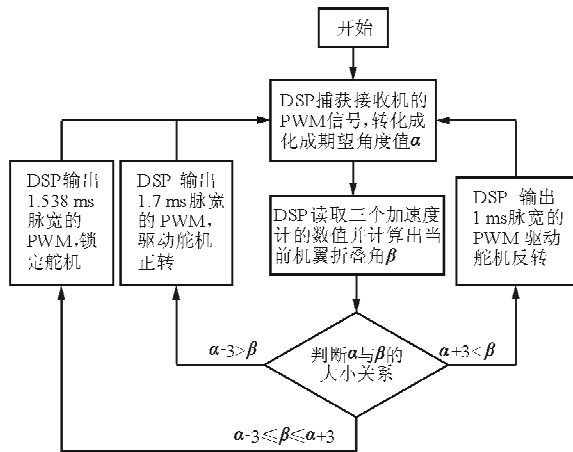 开始
DSP捕获接收机的
PWM信号,转化成
化成期望角度值α
DSP输出
1.538 ms
脉宽的
PWM,锁
定舵机
DSP 输出
1.7 ms脉宽
的 PWM,
驱动舵机
正转
DSP读取三个加速度
计的数值并计算出当
前机翼折叠角β
DSP 输出
1 ms脉宽的
PWM 驱动
舵机反转
α-3>β
判断α与β的
大小关系
α+3<β
α-3≤β≤α+3